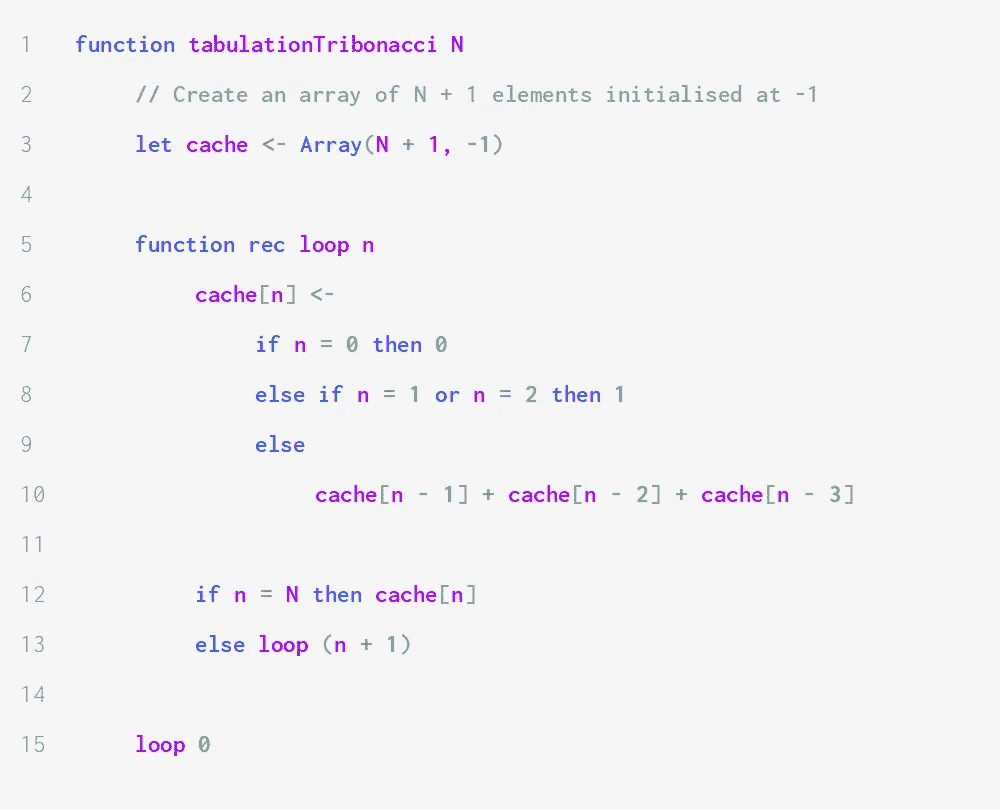 1 function tabulationTribonacci N
2 // Create an array of N + 1 elements initialised at -1
3 let cache <- Array(N + 1, -1)
4
5 function rec loop n
6 cache[n] <-
7 if n = 0 then 0
8 else if n = 1 or n = 2 then 1
9 else
10 cache[n - 1] + cache[n - 2] + cache[n - 3]
11
12 if n = N then cache[n]
13 else loop (n + 1)
14
15 loop 0